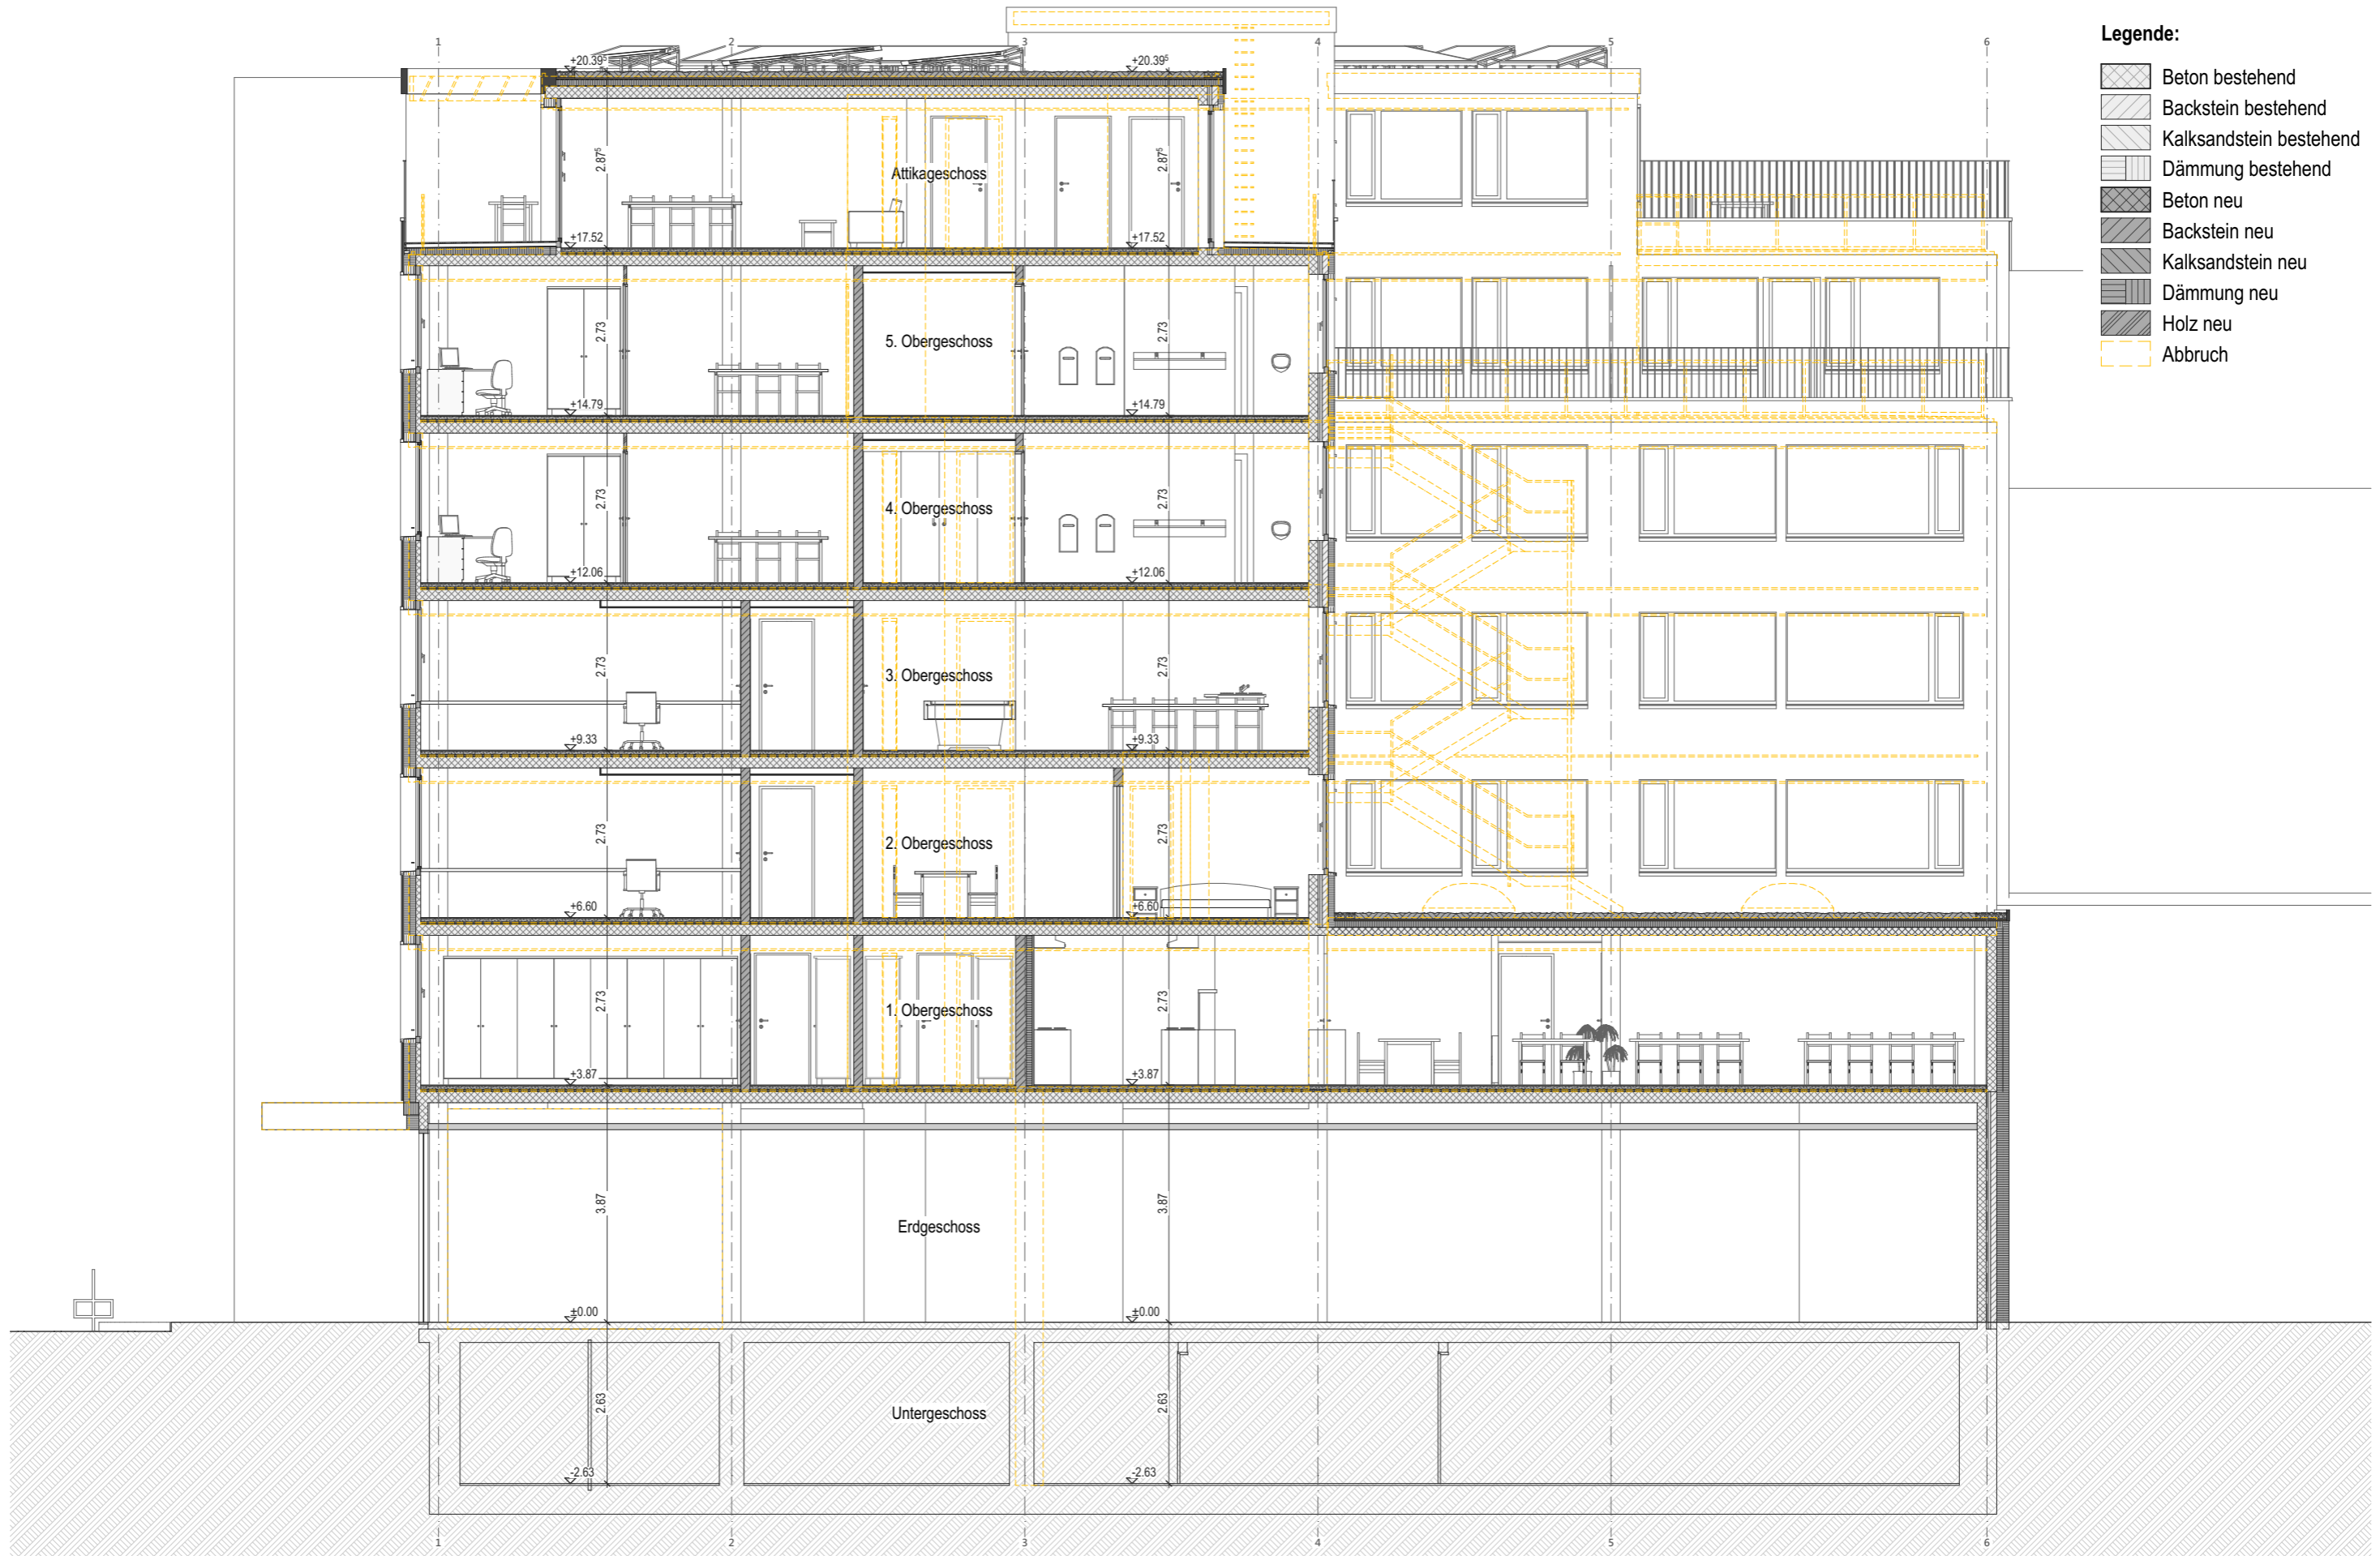 1 2 3 4 5 6
Legende:
Beton bestehend
Backstein bestehend
Kalksandstein bestehend
Dämmung bestehend
Beton neu
Backstein neu
Kalksandstein neu
Dämmung neu
Holz neu
Abbruch
+20.39⁵ +20.39⁵
2.87⁵ Attikageschoss 2.87⁵
+17.52 +17.52
2.73 5. Obergeschoss 2.73
+14.79 +14.79
2.73 4. Obergeschoss 2.73
+12.06 +12.06
2.73 3. Obergeschoss 2.73
+9.33 +9.33
2.73 2. Obergeschoss 2.73
+6.60 +6.60
2.73 1. Obergeschoss 2.73
+3.87 +3.87
3.87 Erdgeschoss 3.87
±0.00 ±0.00
2.63 Untergeschoss 2.63
-2.63 -2.63
1 2 3 4 5 6